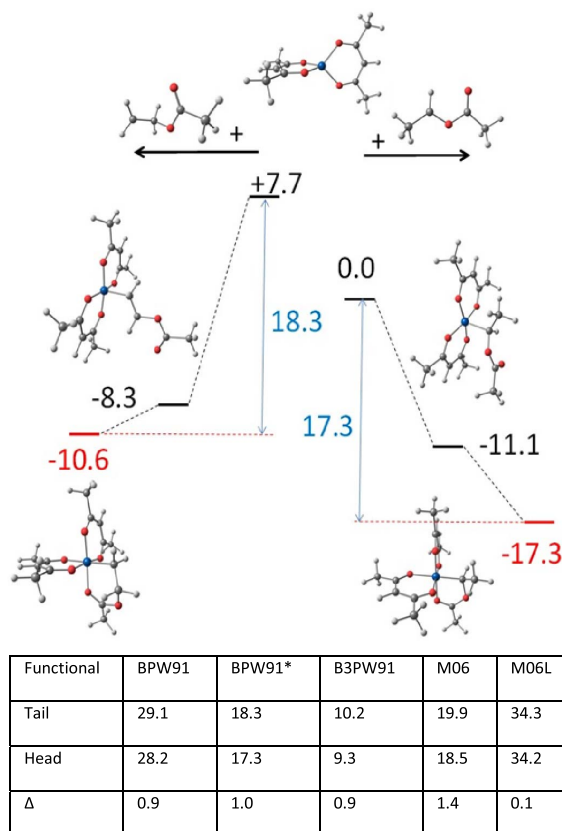 + +
+7.7
0.0
18.3
-8.3
17.3
-11.1
-10.6
-17.3
Functional BPW91 BPW91* B3PW91 M06 M06L
Tail 29.1 18.3 10.2 19.9 34.3
Head 28.2 17.3 9.3 18.5 34.2
Δ 0.9 1.0 0.9 1.4 0.1